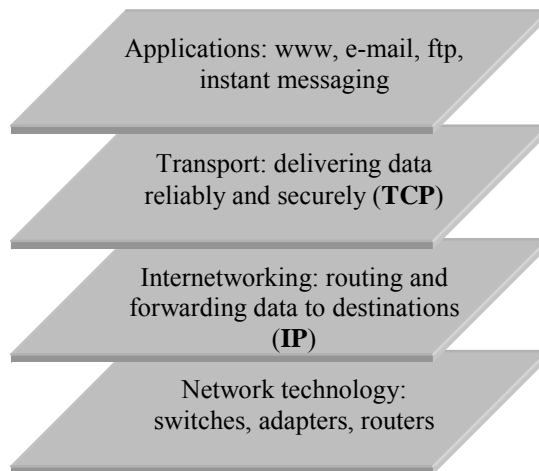 Applications: www, e-mail, ftp,
instant messaging
Transport: delivering data
reliably and securely (TCP)
Internetworking: routing and
forwarding data to destinations
(IP)
Network technology:
switches, adapters, routers